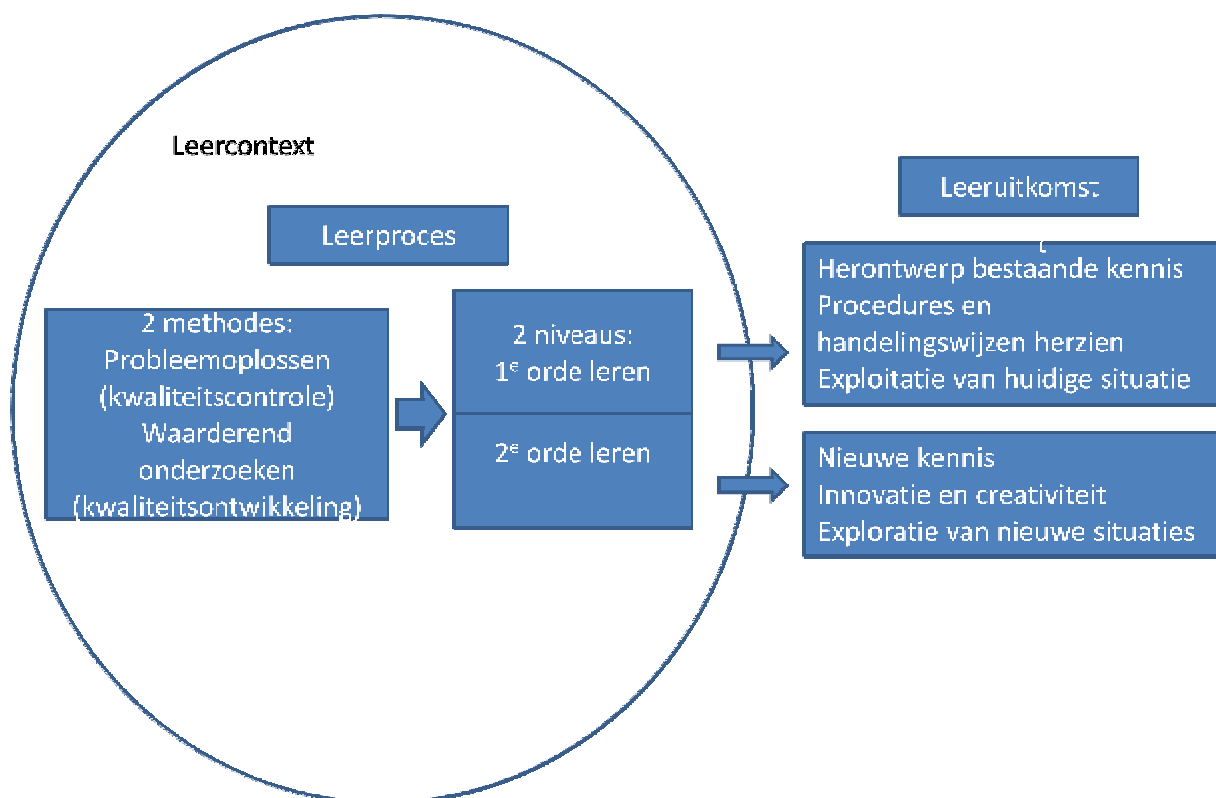 Leercontext
Leerproces
2 methodes:
Probleemoplossen
(kwaliteitscontrole)
Waarderend
onderzoeken
(kwaliteitsontwikkeling)
2 niveaus:
1e orde leren
2e orde leren
Leeruitkomst
Herontwerp bestaande kennis
Procedures en
handelingswijzen herzien
Exploitatie van huidige situatie
Nieuwe kennis
Innovatie en creativiteit
Exploratie van nieuwe situaties